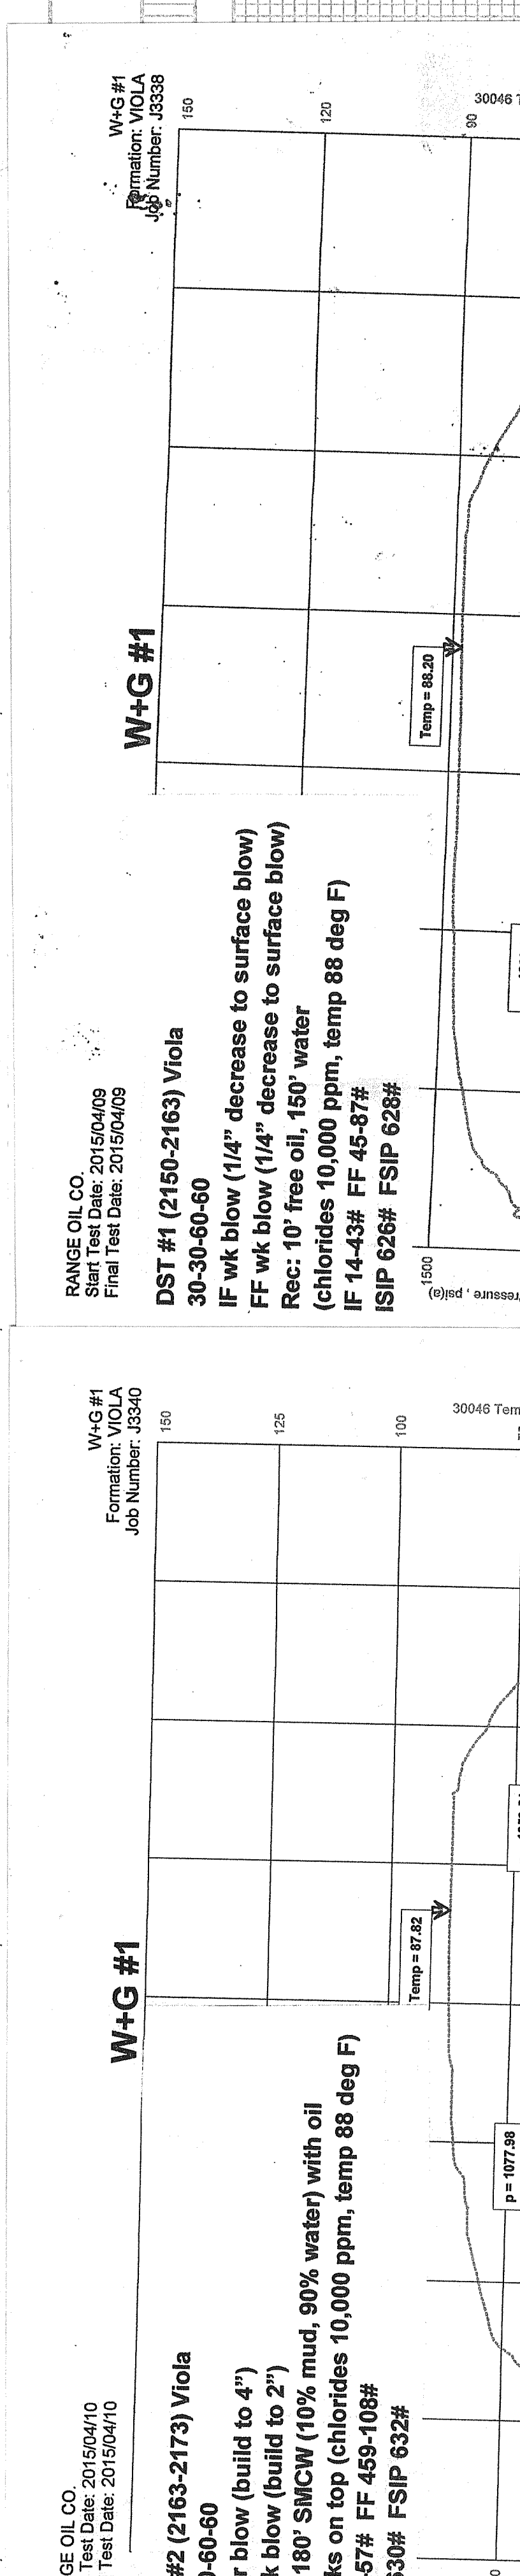 RANGE OIL CO.
Start Test Date: 2015/04/09
Final Test Date: 2015/04/09
W+G #1
W+G #1
Formation: VIOLA
Job Number: J3338
DST #1 (2150-2163) Viola
30-30-60-60
IF wk blow (1/4” decrease to surface blow)
FF wk blow (1/4” decrease to surface blow)
Rec: 10’ free oil, 150’ water
(chlorides 10,000 ppm, temp 88 deg F)
IF 14-43# FF 45-87#
ISIP 626# FSIP 628#
150
120
90
30046
Temp = 88.20
1500
psi(a)
GE OIL CO.
Test Date: 2015/04/10
Test Date: 2015/04/10
W+G #1
W+G #1
Formation: VIOLA
Job Number: J3340
#2 (2163-2173) Viola
-60-60
blow (build to 4”)
blow (build to 2”)
180’ SMCW (10% mud, 90% water) with oil
on top (chlorides 10,000 ppm, temp 88 deg F)
57# FF 459-108#
30# FSIP 632#
150
125
100
30046 Tem
Temp = 87.82
p = 1077.98